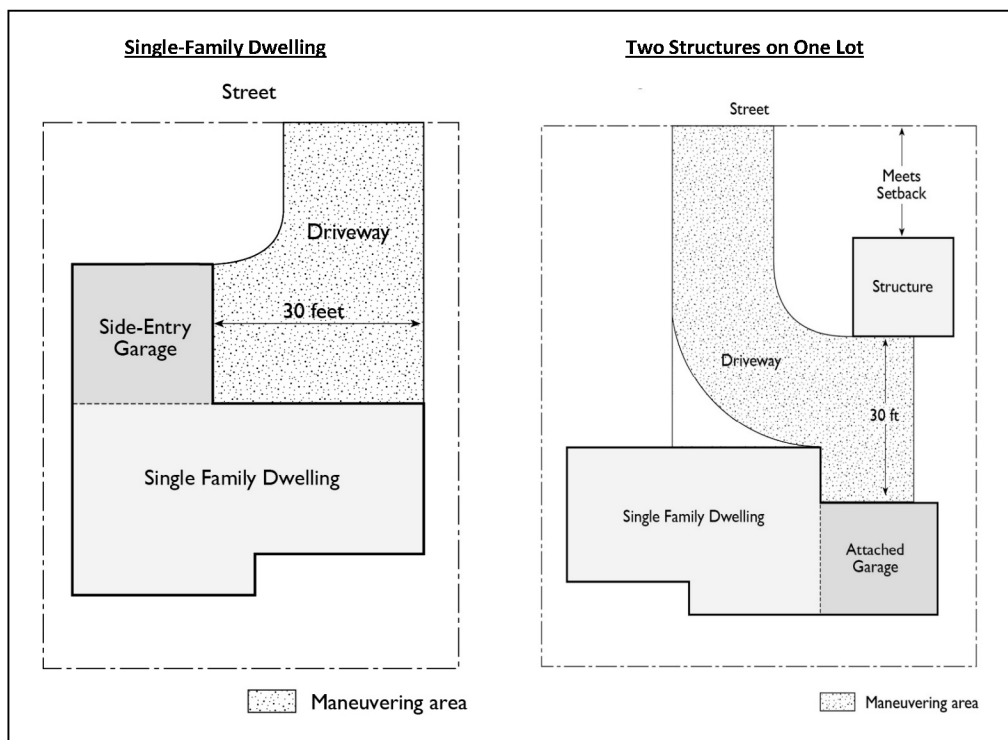 Single-Family Dwelling
Street
Driveway
30 feet
Side-Entry
Garage
Single Family Dwelling
Maneuvering area
Two Structures on One Lot
Street
Meets
Setback
Structure
Driveway
30 ft
Single Family Dwelling
Attached
Garage
Maneuvering area